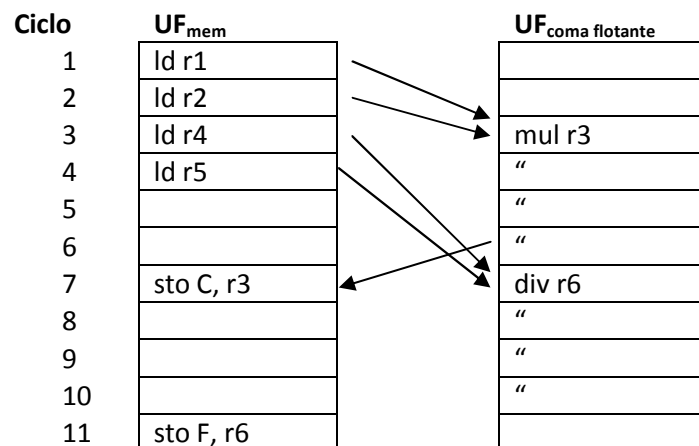 Ciclo UFmem UFcoma flotante
1 ld r1
2 ld r2
3 ld r4 mul r3
4 ld r5 “
5 “
6 “
7 sto C, r3 div r6
8 “
9 “
10 “
11 sto F, r6